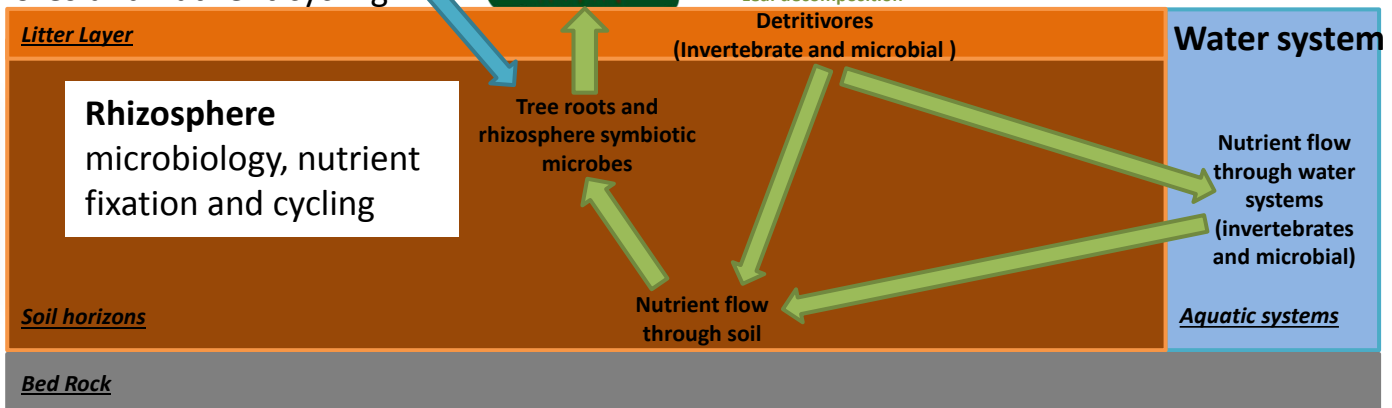 Litter Layer
Detritivores
(Invertebrate and microbial )
Water system
Rhizosphere
microbiology, nutrient
fixation and cycling
Tree roots and
rhizosphere symbiotic
microbes
Nutrient flow
through water
systems
(invertebrates
and microbial)
Nutrient flow
through soil
Soil horizons
Aquatic systems
Bed Rock